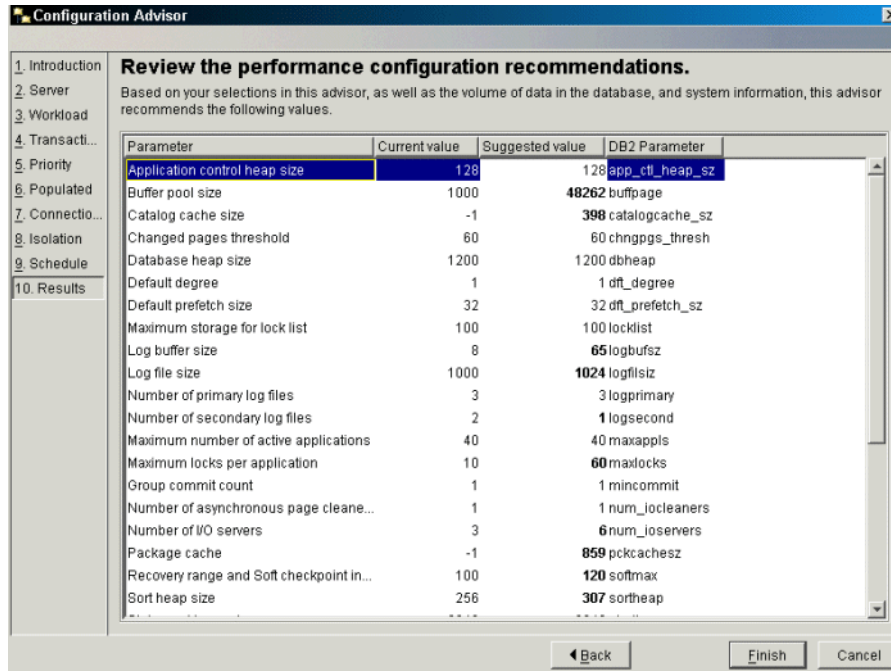 Configuration Advisor
1. Introduction
2. Server
3. Workload
4. Transacti...
5. Priority
6. Populated
7. Connectio...
8. Isolation
9. Schedule
10. Results
Review the performance configuration recommendations.
Based on your selections in this advisor, as well as the volume of data in the database, and system information, this advisor
recommends the following values.
Parameter Current value Suggested value DB2 Parameter
Application control heap size 128 128 app_ctl_heap_sz
Buffer pool size 1000 48262 buffpage
Catalog cache size -1 398 catalogcache_sz
Changed pages threshold 60 60 chngpgs_thresh
Database heap size 1200 1200 dbheap
Default degree 1 1 dft_degree
Default prefetch size 32 32 dft_prefetch_sz
Maximum storage for lock list 100 100 locklist
Log buffer size 8 65 logbufsz
Log file size 1000 1024 logfilsiz
Number of primary log files 3 3 logprimary
Number of secondary log files 2 1 logsecond
Maximum number of active applications 40 40 maxappls
Maximum locks per application 10 60 maxlocks
Group commit count 1 1 mincommit
Number of asynchronous page cleane... 1 1 num_iocleaners
Number of I/O servers 3 6 num_ioservers
Package cache -1 859 pckcachesz
Recovery range and Soft checkpoint in... 100 120 softmax
Sort heap size 256 307 sortheap
Back Finish Cancel